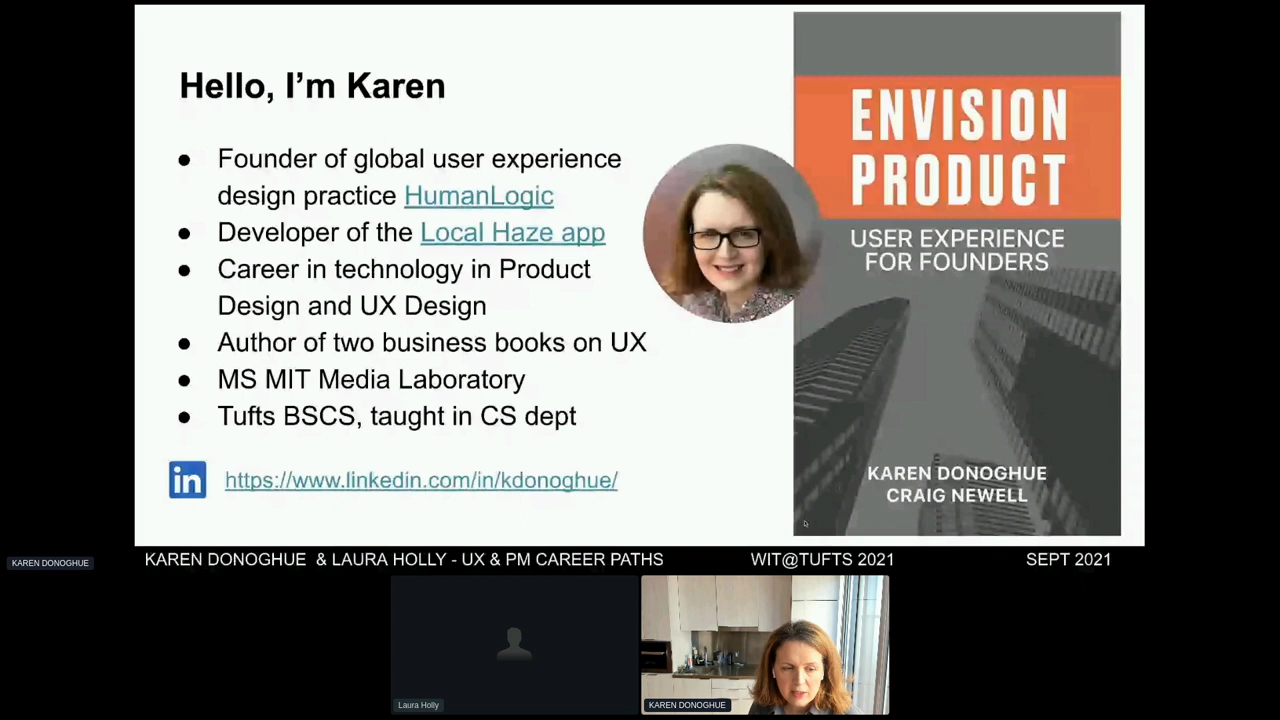 Hello, I'm Karen
● Founder of global user experience
design practice HumanLogic
● Developer of the Local Haze app
● Career in technology in Product
Design and UX Design
● Author of two business books on UX
● MS MIT Media Laboratory
● Tufts BSCS, taught in CS dept
in https://www.linkedin.com/in/kdonoghue/
ENVISION
PRODUCT
USER EXPERIENCE
FOR FOUNDERS
KAREN DONOGHUE
CRAIG NEWELL
KAREN DONOGHUE
KAREN DONOGHUE & LAURA HOLLY - UX & PM CAREER PATHS WIT@TUFTS 2021 SEPT 2021
Laura Holly
KAREN DONOGHUE